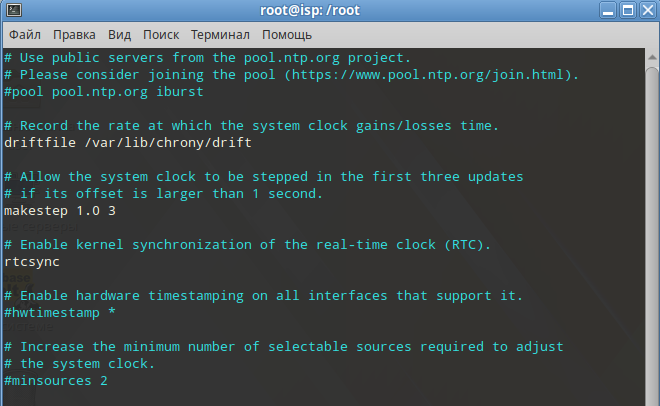 root@isp: /root
Файл Правка Вид Поиск Терминал Помощь
# Use public servers from the pool.ntp.org project.
# Please consider joining the pool (https://www.pool.ntp.org/join.html).
#pool pool.ntp.org iburst
# Record the rate at which the system clock gains/losses time.
driftfile /var/lib/chrony/drift
# Allow the system clock to be stepped in the first three updates
# if its offset is larger than 1 second.
makestep 1.0 3
# Enable kernel synchronization of the real-time clock (RTC).
rtcsync
# Enable hardware timestamping on all interfaces that support it.
#hwtimestamp *
# Increase the minimum number of selectable sources required to adjust
# the system clock.
#minsources 2